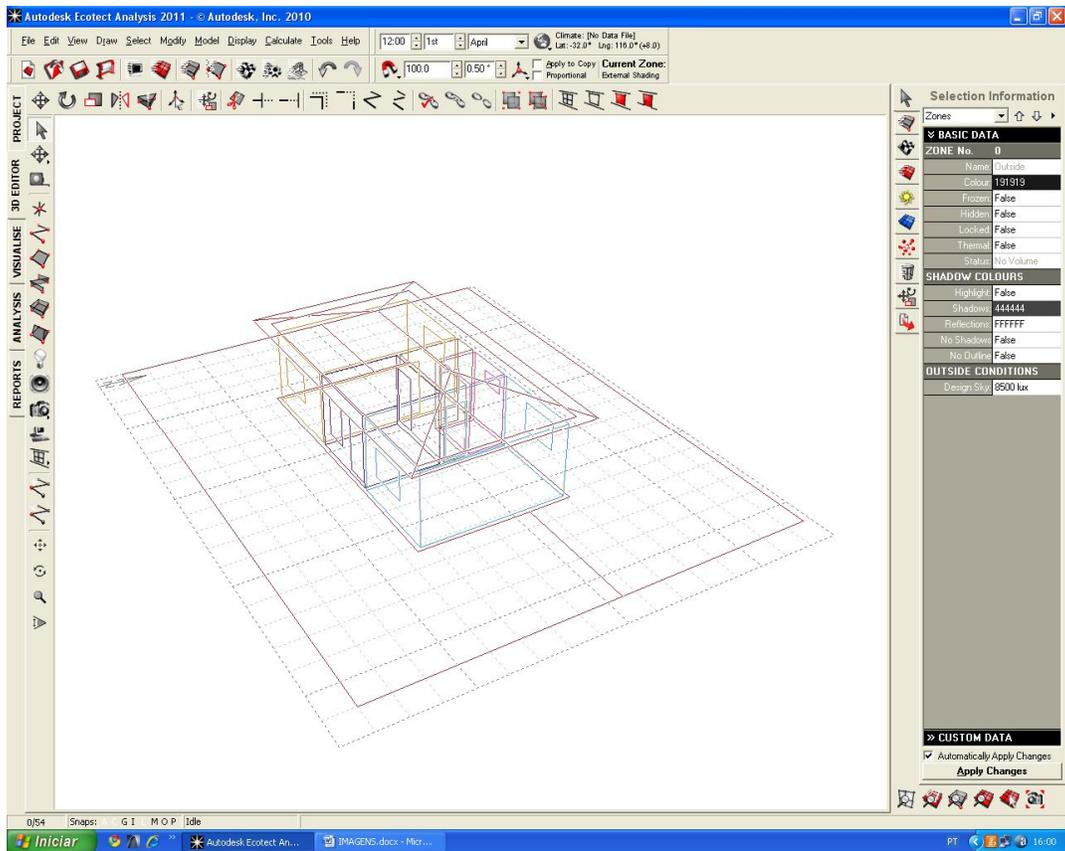 Autodesk Ecotect Analysis 2011 - © Autodesk, Inc. 2010
File Edit View Draw Select Modify Model Display Calculate Tools Help
12:00 1st April
Climate: [No Data File]
Lat: -32.0° Lng: 116.0° (+8.0)
100.0 0.50 °
Apply to Copy
Proportional
Current Zone:
External Shading
PROJECT
3D EDITOR
VISUALISE
ANALYSIS
REPORTS
Selection Information
Zones
BASIC DATA
ZONE No. 0
Name: Outside
Colour: 191919
Frozen: False
Hidden: False
Locked: False
Thermal: False
Status: No Volume
SHADOW COLOURS
Highlight: False
Shadows: 444444
Reflections: FFFFFF
No Shadows: False
No Outline: False
OUTSIDE CONDITIONS
Design Sky: 8500 lux
» CUSTOM DATA
Automatically Apply Changes
Apply Changes
0/54 Snaps: A C G I L M O P Idle
Iniciar
Autodesk Ecotect An...
IMAGENS.docx - Micr...
PT
16:00